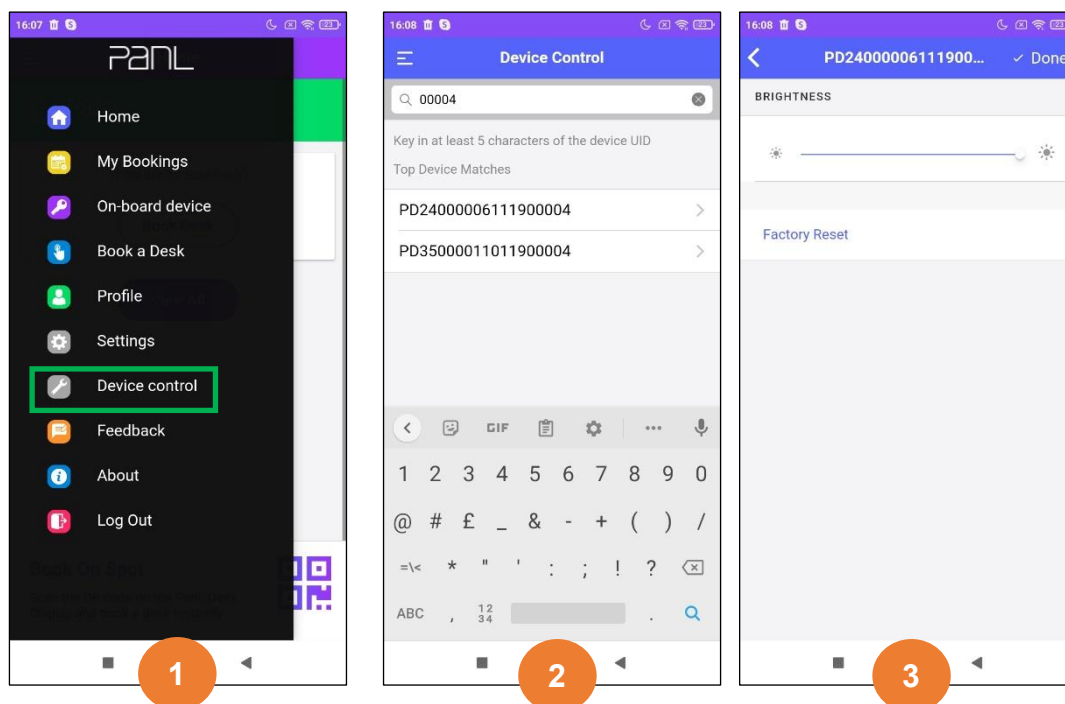 16:07
23
PanL
Home
My Bookings
On-board device
Book a Desk
Profile
Settings
Device control
Feedback
About
Log Out
1
16:08
23
Device Control
00004
Key in at least 5 characters of the device UID
Top Device Matches
PD24000006111900004
PD35000011011900004
GIF
1 2 3 4 5 6 7 8 9 0
@ # £ _ & - + ( ) /
=\< * " ' : ; ! ?
ABC , 12 .
34
2
16:08
23
PD24000006111900... Done
BRIGHTNESS
Factory Reset
3